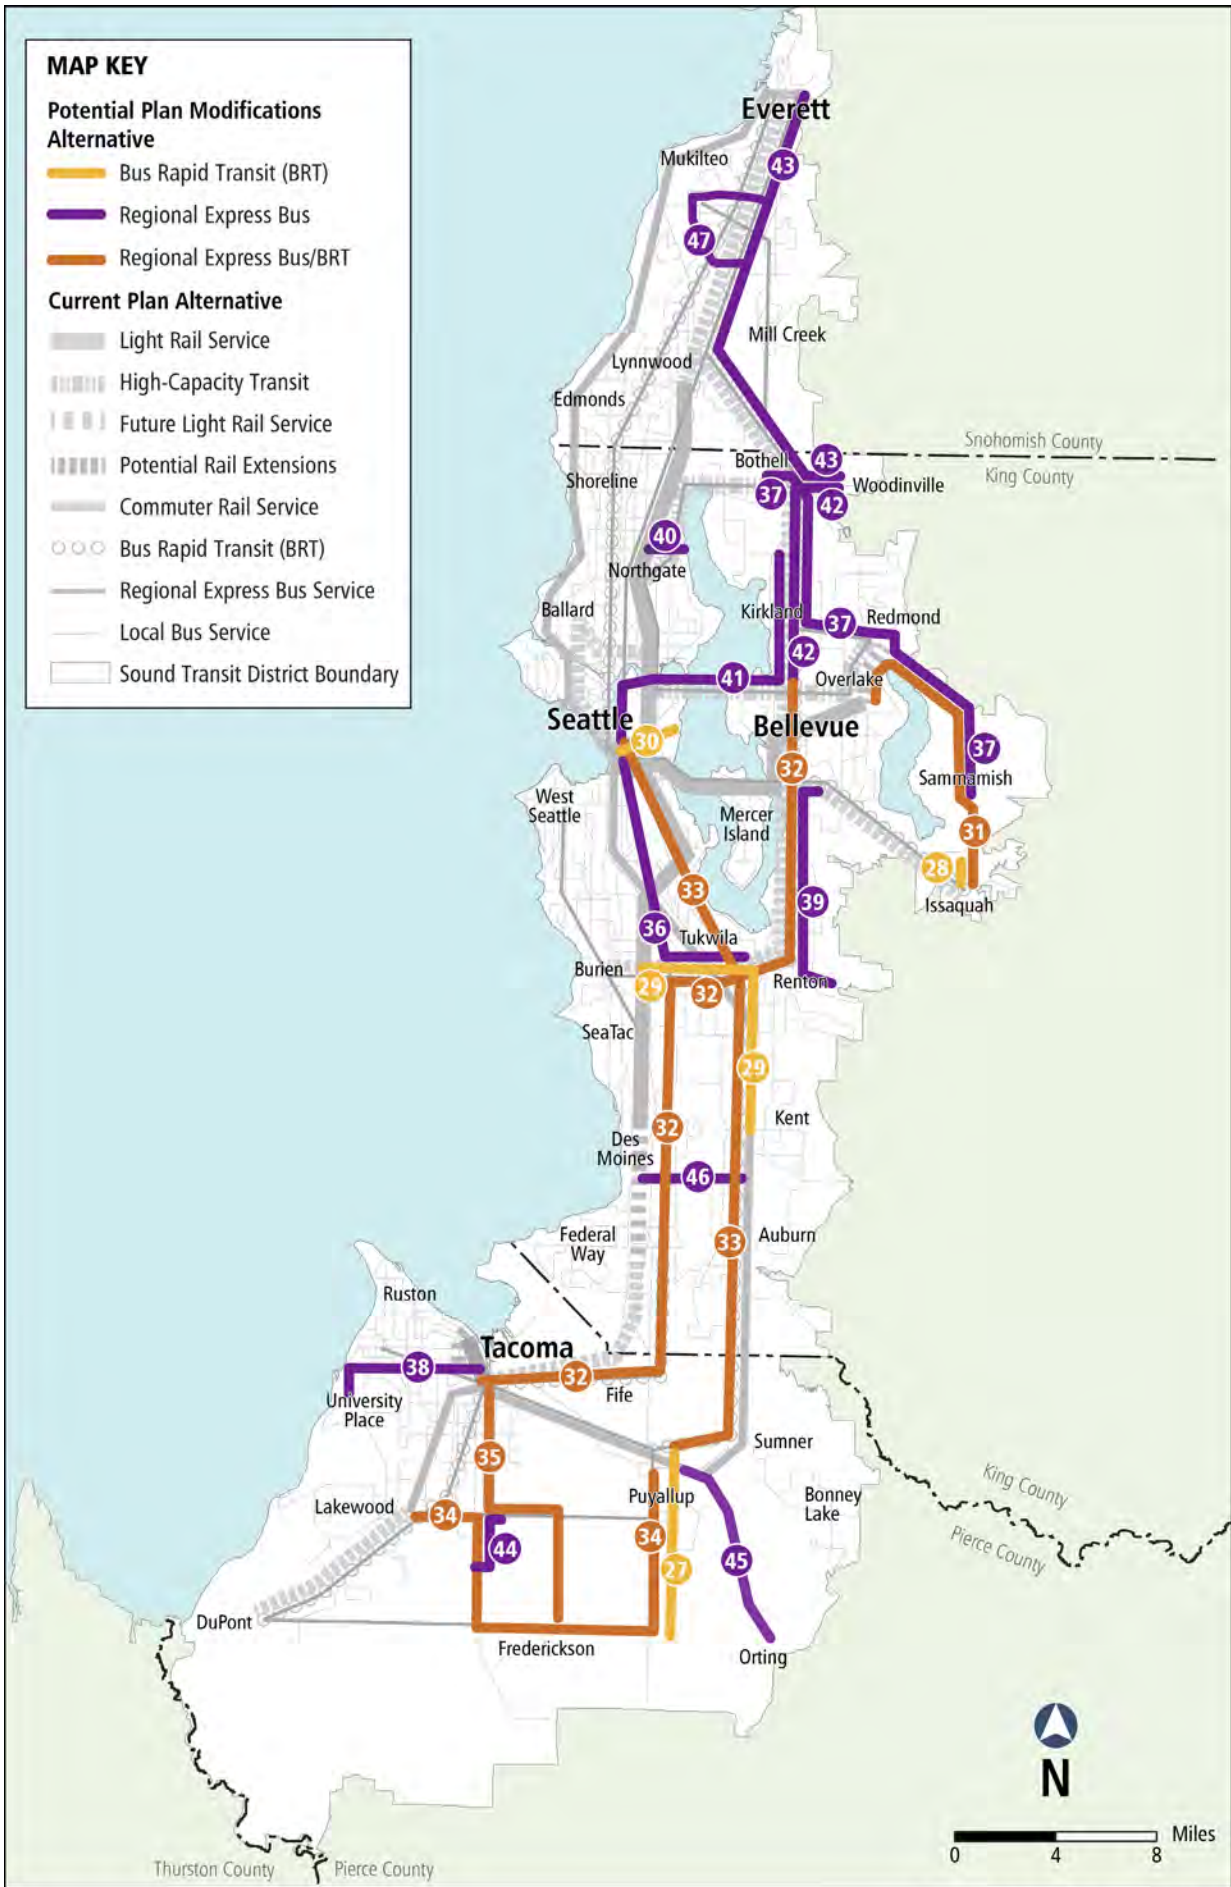 MAP KEY
Potential Plan Modifications
Alternative
Bus Rapid Transit (BRT)
Regional Express Bus
Regional Express Bus/BRT
Current Plan Alternative
Light Rail Service
High-Capacity Transit
Future Light Rail Service
Potential Rail Extensions
Commuter Rail Service
Bus Rapid Transit (BRT)
Regional Express Bus Service
Local Bus Service
Sound Transit District Boundary
Everett
Mukilteo
43
47
Mill Creek
Lynnwood
Edmonds
Snohomish County
King County
Bothell
43
Shoreline
37
Woodinville
42
40
Northgate
Ballard
Kirkland
Redmond
37
42
41
Overlake
Seattle
Bellevue
30
37
32
Sammamish
West
Seattle
Mercer
Island
31
28
33
39
Issaquah
36
Tukwila
Burien
29
32
Renton
SeaTac
29
32
Kent
Des
Moines
46
Federal
Way
33
Auburn
Ruston
Tacoma
38
32
University
Place
Fife
35
Sumner
Lakewood
34
Puyallup
Bonney
Lake
King County
Pierce County
44
34
27
45
DuPont
Frederickson
Orting
N
Miles
0
4
8
Thurston County
Pierce County